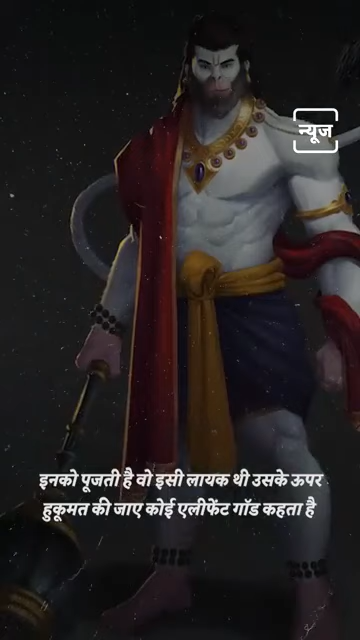 न्यूज
इनको पूजती है वो इसी लायक थी उसके ऊपर
हुकूमत की जाए कोई एलीफेंट गॉड कहता है